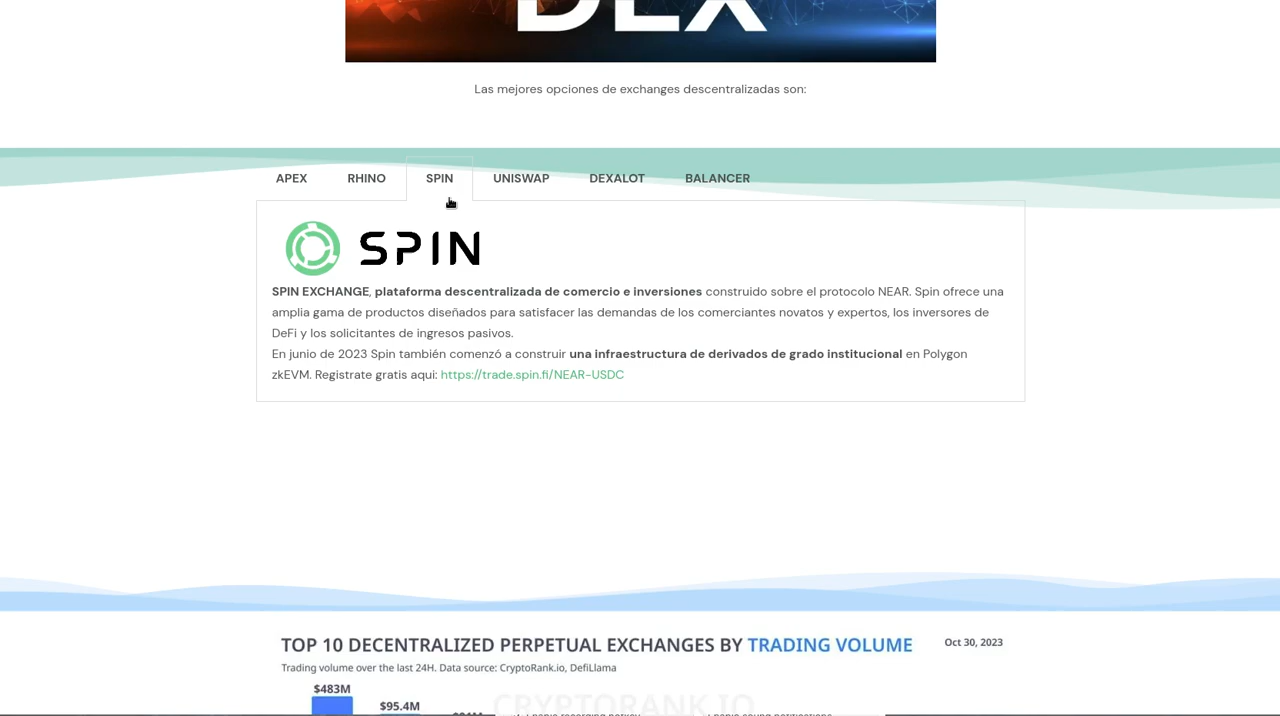 DEX
Las mejores opciones de exchanges descentralizadas son:
APEX RHINO SPIN UNISWAP DEXALOT BALANCER
SPIN
SPIN EXCHANGE, plataforma descentralizada de comercio e inversiones construido sobre el protocolo NEAR. Spin ofrece una
amplia gama de productos diseñados para satisfacer las demandas de los comerciantes novatos y expertos, los inversores de
DeFi y los solicitantes de ingresos pasivos.
En junio de 2023 Spin también comenzó a construir una infraestructura de derivados de grado institucional en Polygon
zkEVM. Registrate gratis aqui: https://trade.spin.fi/NEAR-USDC
TOP 10 DECENTRALIZED PERPETUAL EXCHANGES BY TRADING VOLUME Oct 30, 2023
Trading volume over the last 24H. Data source: CryptoRank.io, DefiLlama
$483M
$95.4M
CRYPTORANK.IO